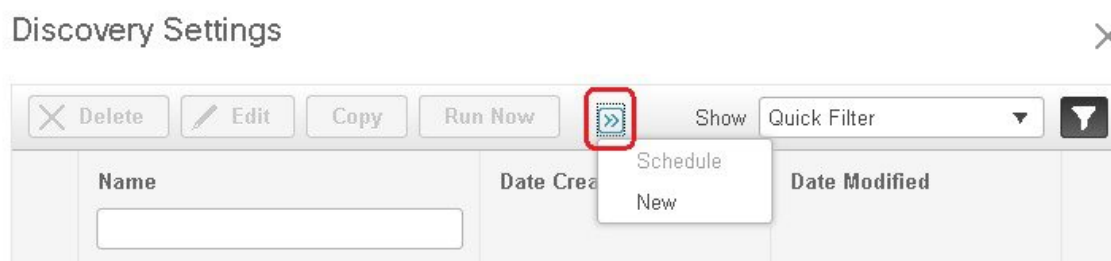 Discovery Settings
Delete Edit Copy Run Now Show Quick Filter
Schedule
Name Date Crea Date Modified
New